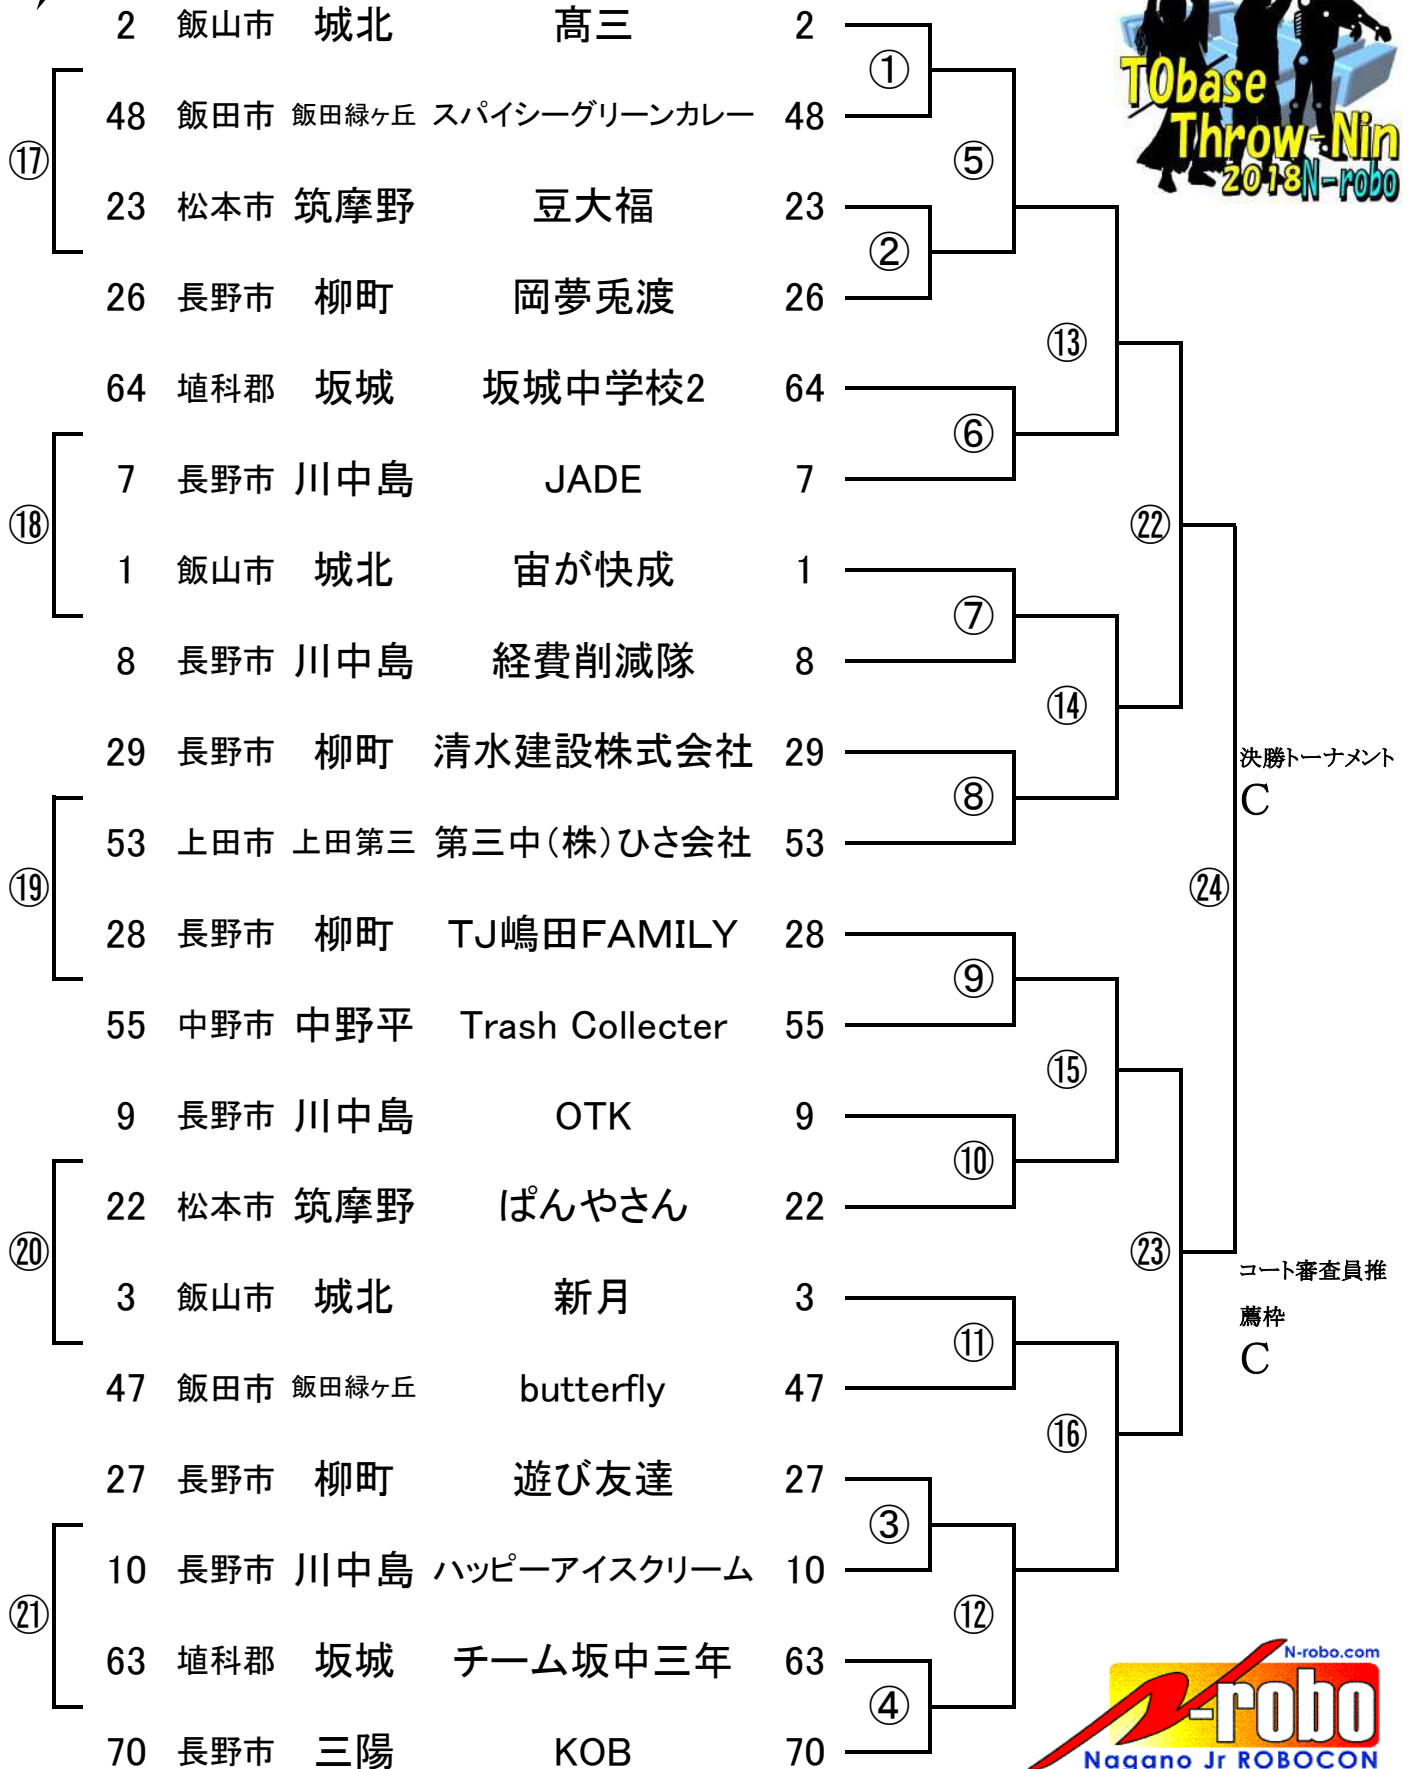 TObase
Throw-Nin
2018N-robo
2 飯山市 城北 髙三 2
①
48 飯田市 飯田緑ヶ丘 スパイシーグリーンカレー 48
⑰
⑤
23 松本市 筑摩野 豆大福 23
②
26 長野市 柳町 岡夢兎渡 26
⑬
64 埴科郡 坂城 坂城中学校2 64
⑥
7 長野市 川中島 JADE 7
⑱
㉒
1 飯山市 城北 宙が快成 1
⑦
8 長野市 川中島 経費削減隊 8
⑭
29 長野市 柳町 清水建設株式会社 29
決勝トーナメント
C
⑧
53 上田市 上田第三 第三中(株)ひさ会社 53
⑲
㉔
28 長野市 柳町 TJ嶋田FAMILY 28
⑨
55 中野市 中野平 Trash Collecter 55
⑮
9 長野市 川中島 OTK 9
⑩
22 松本市 筑摩野 ぱんやさん 22
⑳
㉓
コート審査員推
薦枠
C
3 飯山市 城北 新月 3
⑪
47 飯田市 飯田緑ヶ丘 butterfly 47
⑯
27 長野市 柳町 遊び友達 27
③
10 長野市 川中島 ハッピーアイスクリーム 10
㉑
⑫
63 埴科郡 坂城 チーム坂中三年 63
④
70 長野市 三陽 KOB 70
N-robo.com
N-robo
Nagano Jr ROBOCON